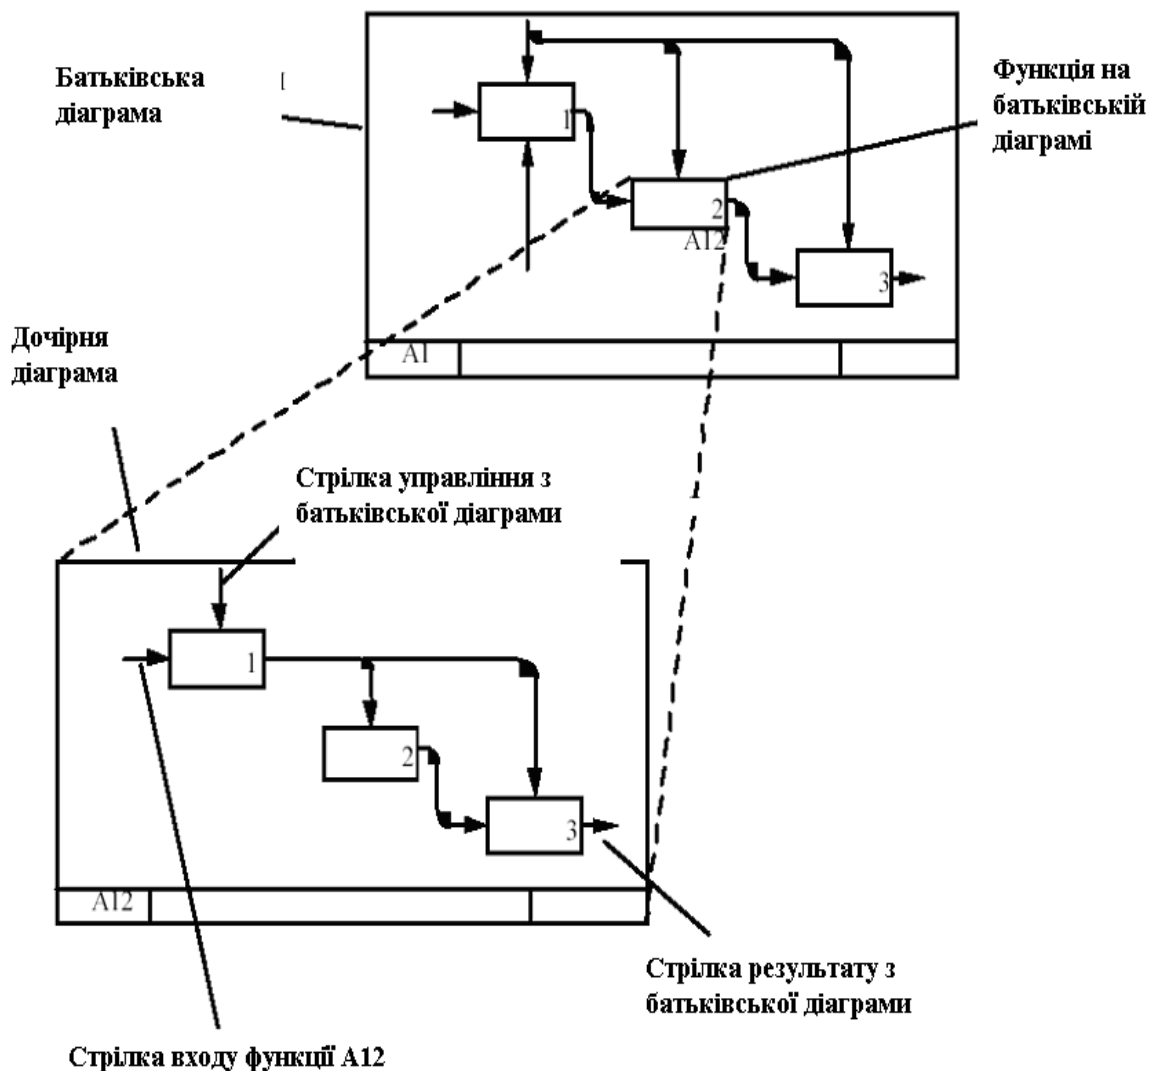 Батьківська
діаграма
Функція на
батьківській
діаграмі
1
2
A12
3
A1
Дочірня
діаграма
Стрілка управління з
батьківської діаграми
1
2
3
A12
Стрілка результату з
батьківської діаграми
Стрілка входу функції A12